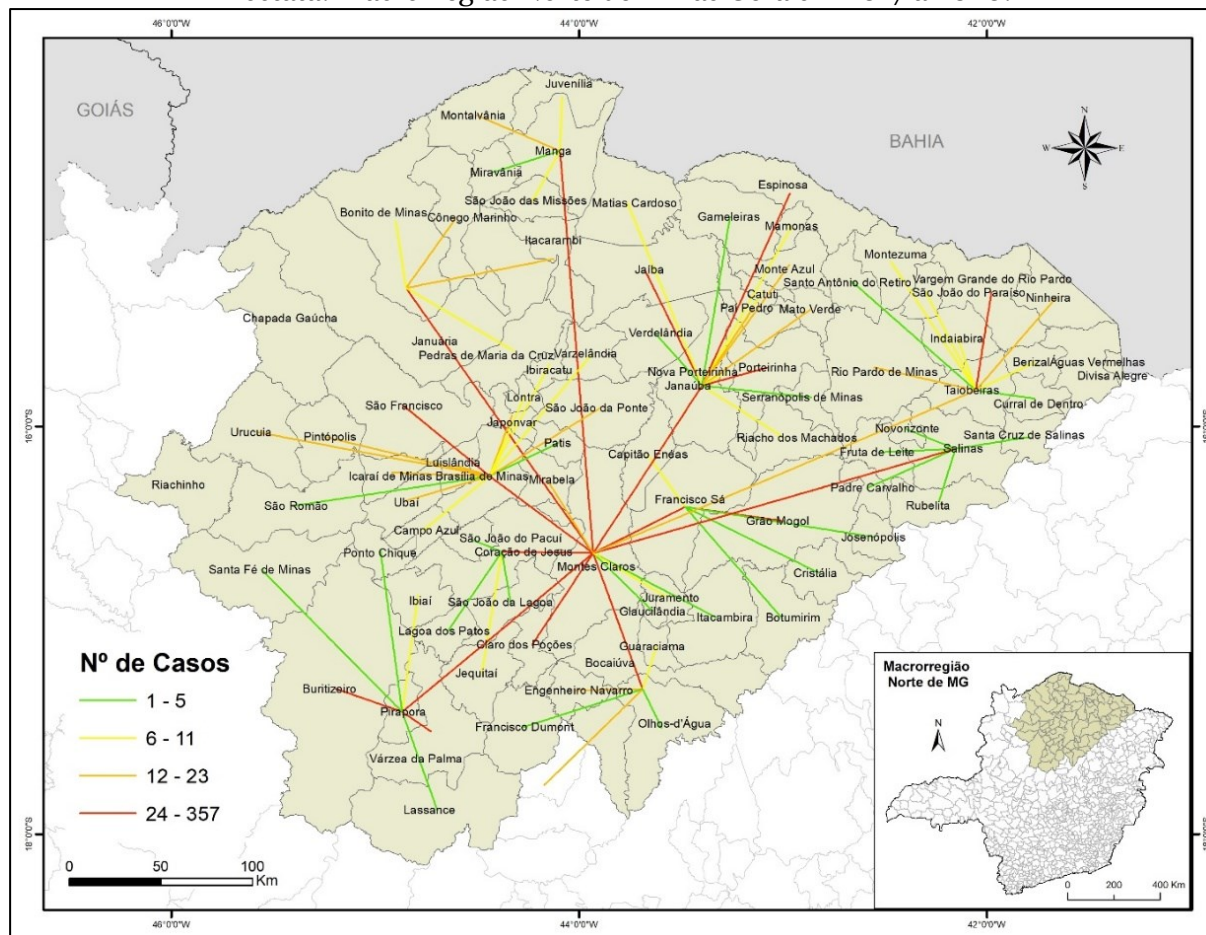 46°0'0"W 44°0'0"W 42°0'0"W
GOIÁS
BAHIA
N
W E
S
Juvenília
Montalvânia
Manga
Miravânia
São João das Missões
Matias Cardoso
Espinosa
Bonito de Minas
Cônego Marinho
Gameleiras
Mamonas
Itacarambi
Montezuma
Jaíba
Monte Azul
Santo Antônio do Retiro
Vargem Grande do Rio Pardo
São João do Paraíso
Ninheira
Catuti
Pai Pedro
Mato Verde
Chapada Gaúcha
Verdelândia
Januária
Indaiabira
Pedras de Maria da Cruz
Varzelândia
Ibiracatu
Nova Porteirinha
Porteirinha
Rio Pardo de Minas
Berizal
Águas Vermelhas
Divisa Alegre
Janaúba
Taiobeiras
Serranópolis de Minas
Curral de Dentro
Lontra
São Francisco
São João da Ponte
Japonvar
Urucuia
Pintópolis
Patis
Riacho dos Machados
Novorizonte
Santa Cruz de Salinas
Capitão Enéas
Fruta de Leite
Salinas
Luislândia
Icaraí de Minas
Brasília de Minas
Mirabela
Riachinho
Padre Carvalho
São Romão
Ubaí
Francisco Sá
Rubelita
Grão Mogol
Campo Azul
Josenópolis
São João do Pacuí
Ponto Chique
Coração de Jesus
Montes Claros
Santa Fé de Minas
Cristália
Ibiaí
São João da Lagoa
Juramento
Glaucilândia
Itacambira
Botumirim
Lagoa dos Patos
Claro dos Poções
Guaraciama
Jequitaí
Bocaiúva
Buritizeiro
Engenheiro Navarro
Pirapora
Francisco Dumont
Olhos-d'Água
Várzea da Palma
Lassance
Nº de Casos
1 - 5
6 - 11
12 - 23
24 - 357
0 50 100
Km
Macrorregião
Norte de MG
N
0 200 400 Km
16°0'0"S
18°0'0"S
46°0'0"W 44°0'0"W 42°0'0"W